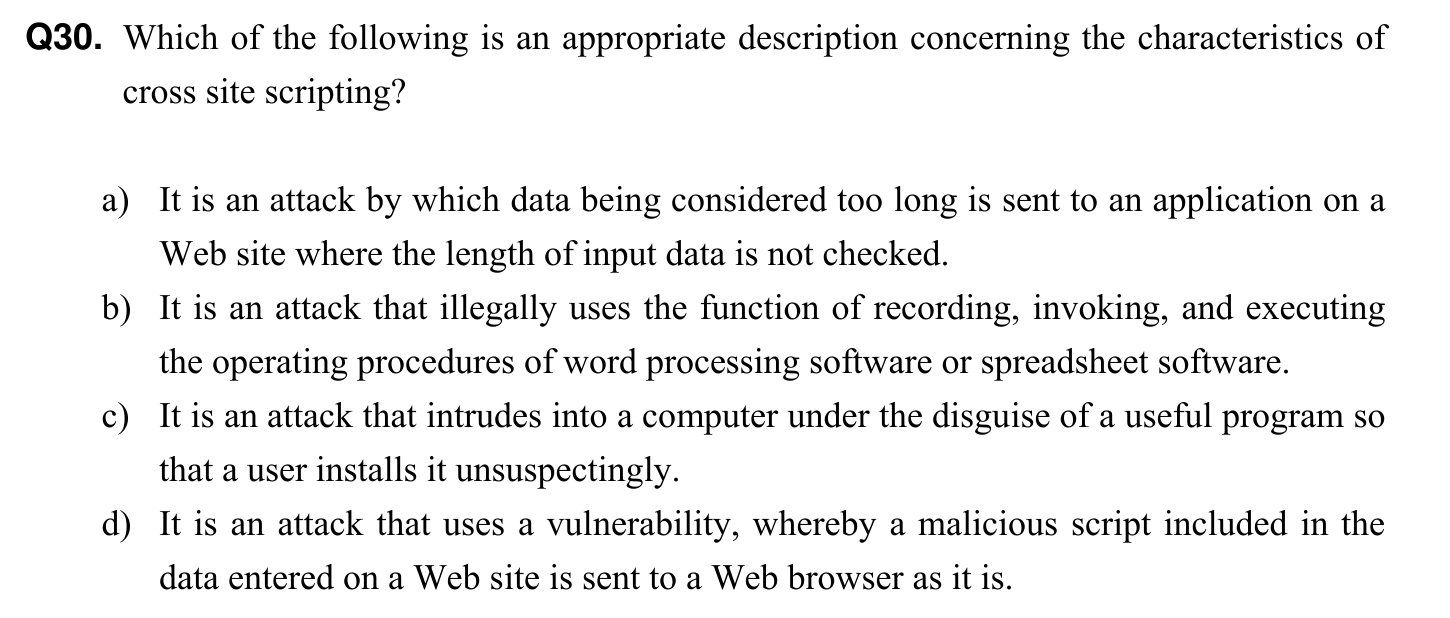 Q30. Which of the following is an appropriate description concerning the characteristics of
cross site scripting?
a) It is an attack by which data being considered too long is sent to an application on a
Web site where the length of input data is not checked.
b) It is an attack that illegally uses the function of recording, invoking, and executing
the operating procedures of word processing software or spreadsheet software.
c) It is an attack that intrudes into a computer under the disguise of a useful program so
that a user installs it unsuspectingly.
d) It is an attack that uses a vulnerability, whereby a malicious script included in the
data entered on a Web site is sent to a Web browser as it is.